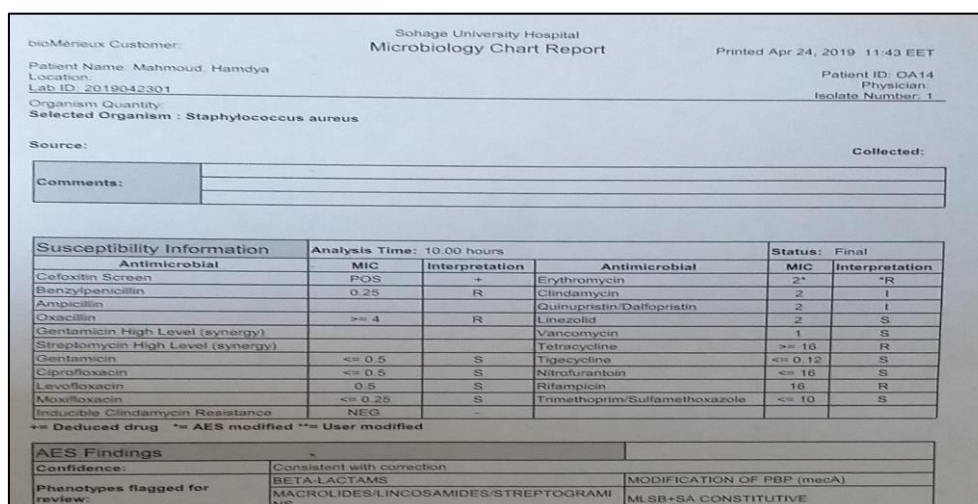 Sohage University Hospital
bioMérieux Customer: Microbiology Chart Report Printed Apr 24, 2019 11:43 EET
Patient Name: Mahmoud, Hamdya Patient ID: OA14
Location: Physician:
Lab ID: 2019042301 Isolate Number: 1
Organism Quantity:
Selected Organism : Staphylococcus aureus
Source: Collected:
Comments:
Susceptibility Information Analysis Time: 10.00 hours Status: Final
Antimicrobial MIC Interpretation Antimicrobial MIC Interpretation
Cefoxitin Screen POS + Erythromycin 2* *R
Benzylpenicillin 0.25 R Clindamycin 2 I
Ampicillin Quinupristin/Dalfopristin 2 I
Oxacillin >= 4 R Linezolid 2 S
Gentamicin High Level (synergy) Vancomycin 1 S
Streptomycin High Level (synergy) Tetracycline >= 16 R
Gentamicin <= 0.5 S Tigecycline <= 0.12 S
Ciprofloxacin <= 0.5 S Nitrofurantoin <= 16 S
Levofloxacin 0.5 S Rifampicin 16 R
Moxifloxacin <= 0.25 S Trimethoprim/Sulfamethoxazole <= 10 S
Inducible Clindamycin Resistance NEG -
+= Deduced drug *= AES modified **= User modified
AES Findings
Confidence: Consistent with correction
Phenotypes flagged for review: BETA-LACTAMS MODIFICATION OF PBP (mecA)
MACROLIDES/LINCOSAMIDES/STREPTOGRAMI
NS MLSB+SA CONSTITUTIVE